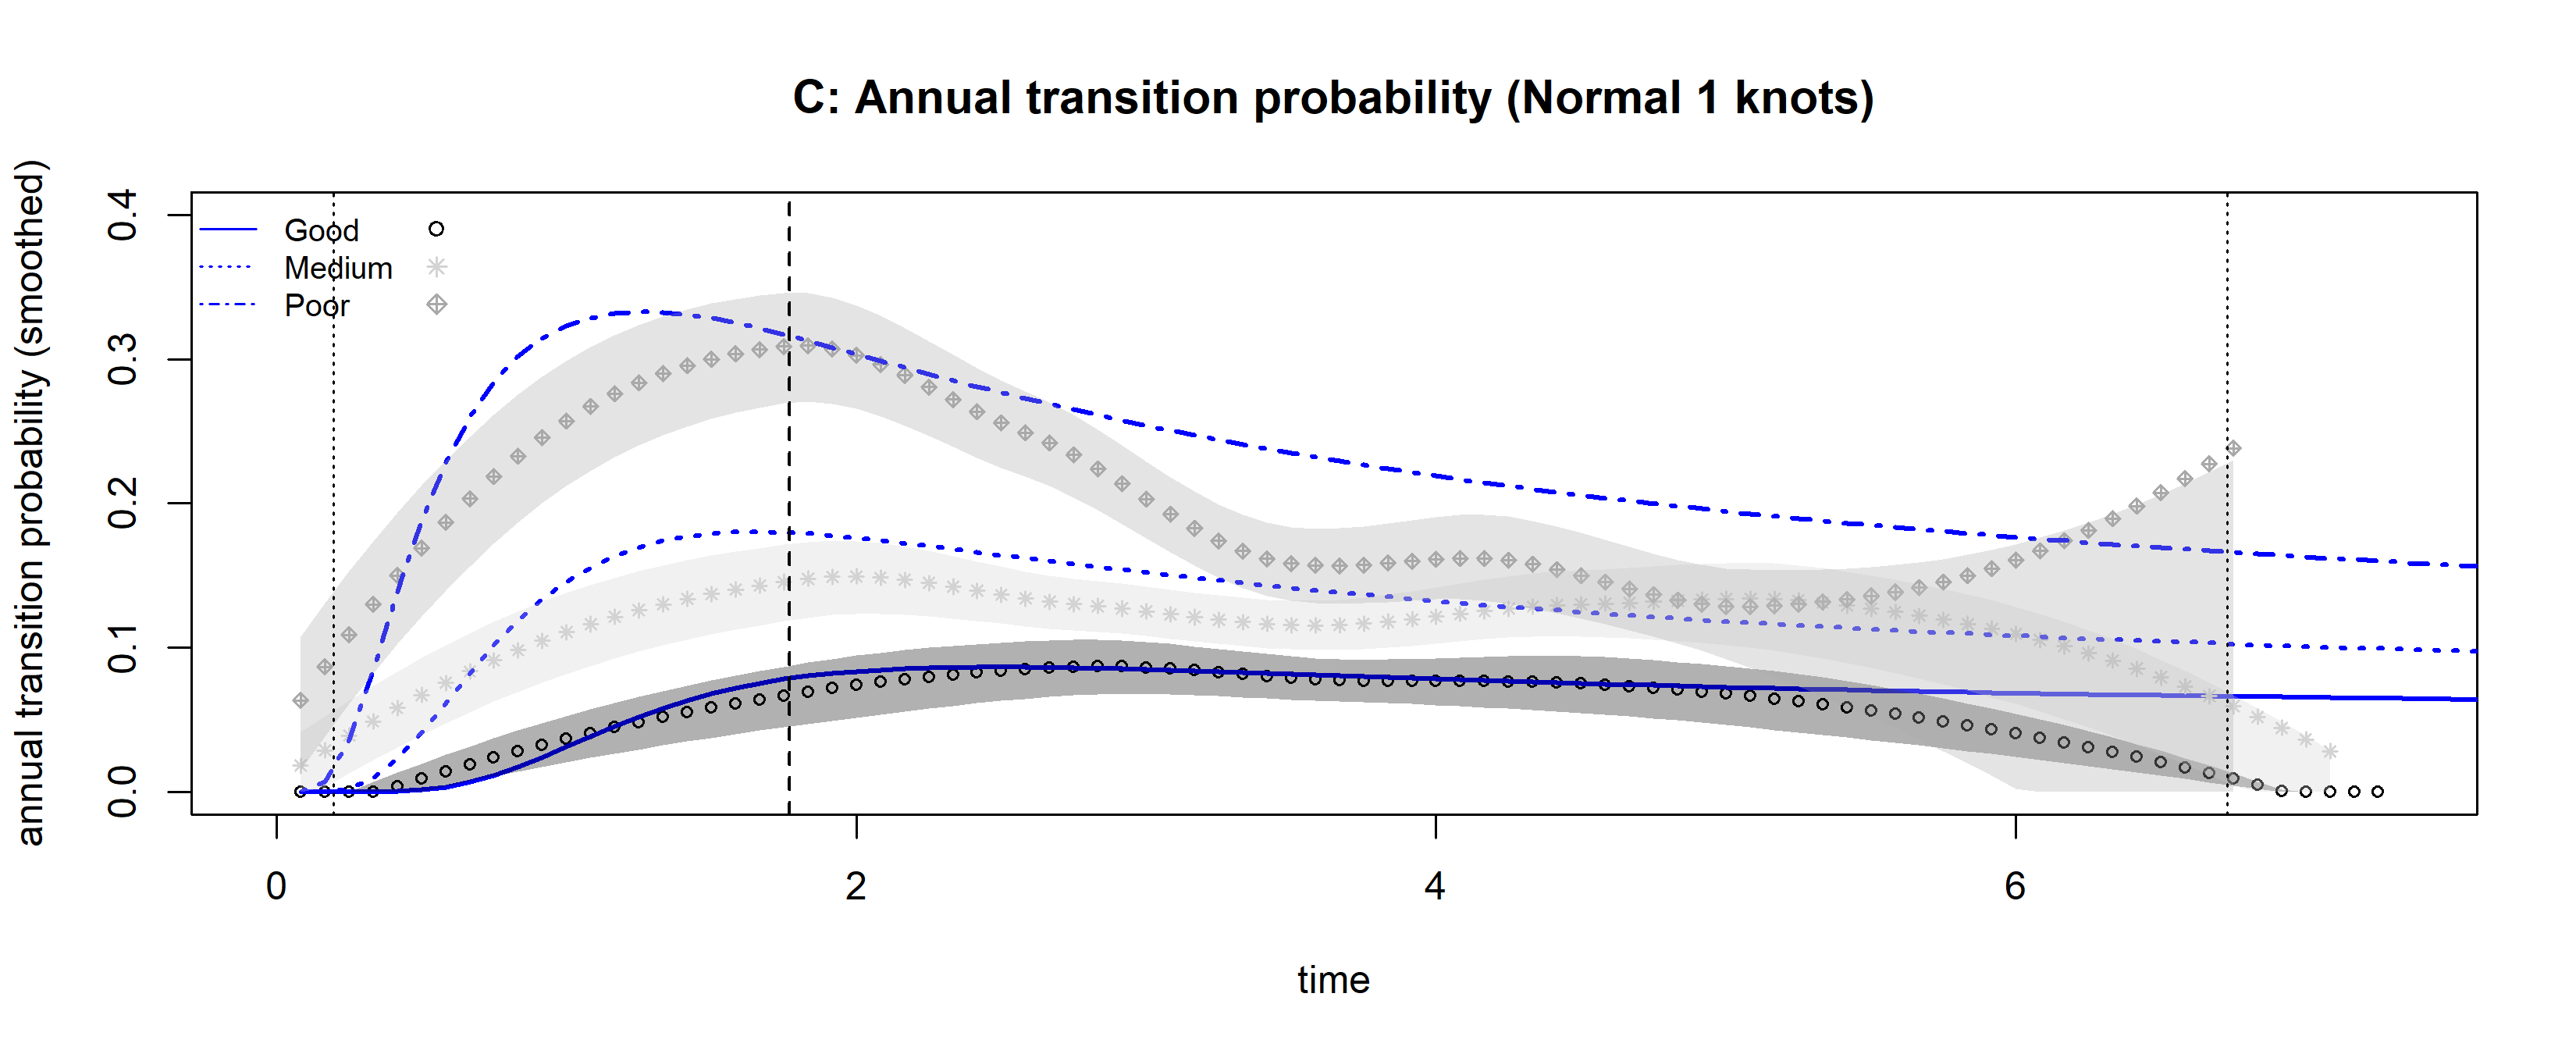 C: Annual transition probability (Normal 1 knots)
annual transition probability (smoothed)
0.4
0.3
0.2
0.1
0.0
Good
Medium
Poor
0 2 4 6
time